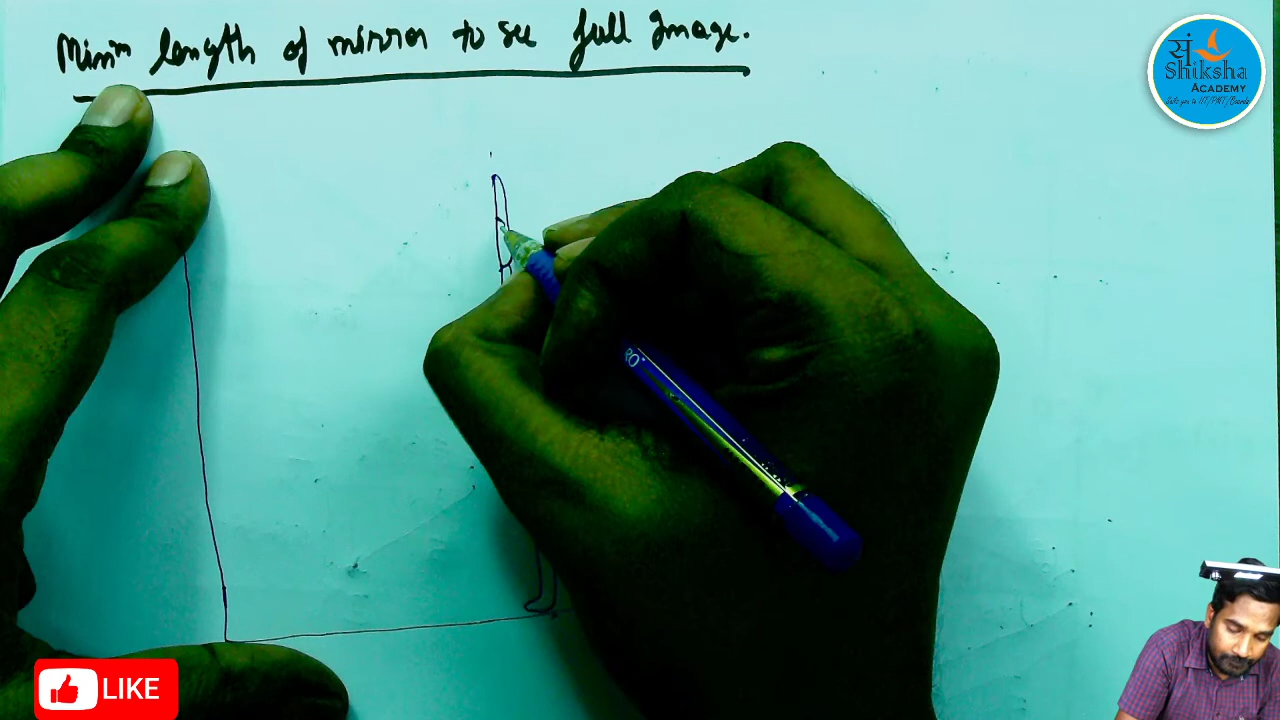 Minm length of mirror to see full Image.
सं
Shiksha
ACADEMY
LIKE